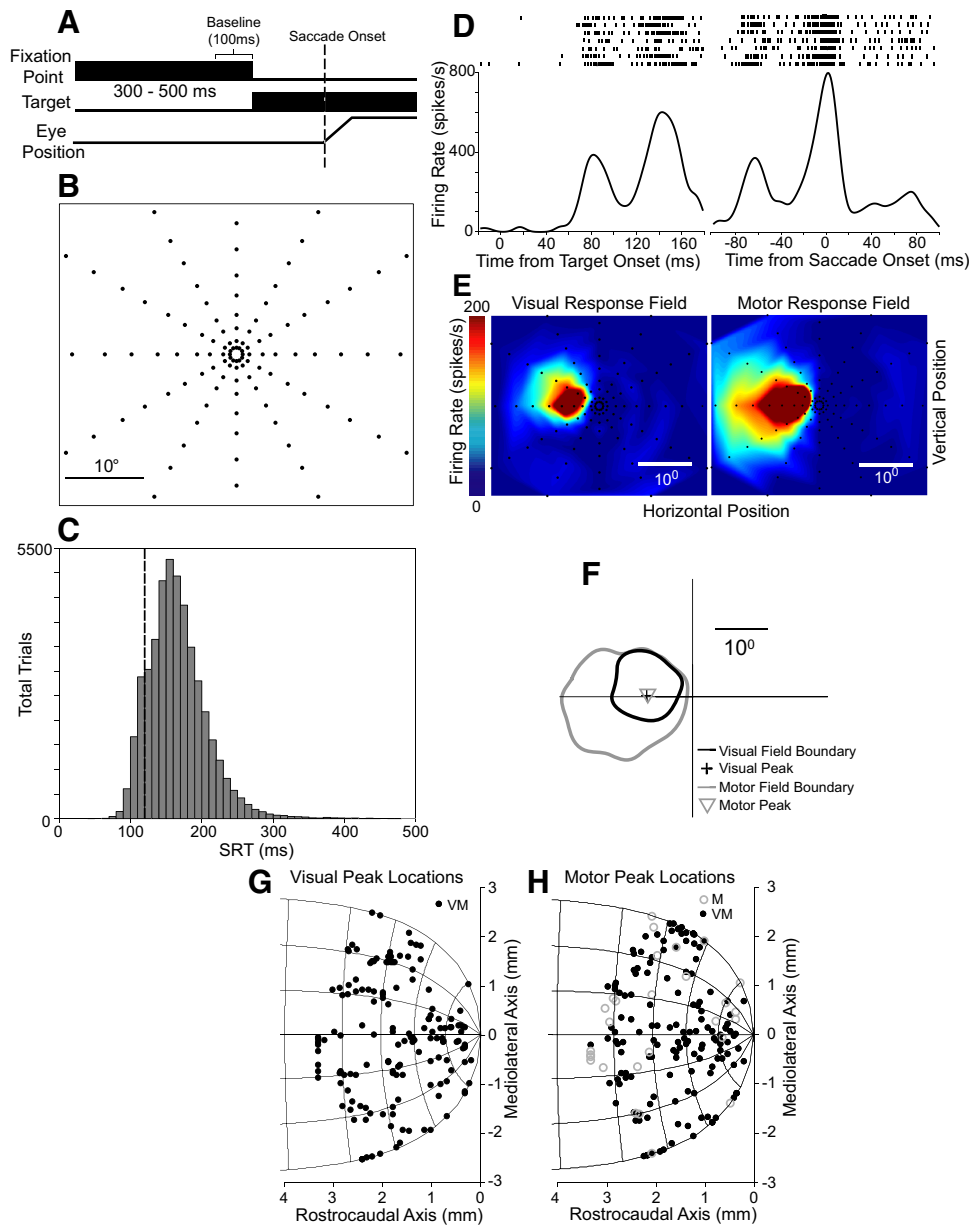 A
Baseline
(100ms)
Saccade Onset
Fixation
Point
300 - 500 ms
Target
Eye
Position
B
10°
C
5500
Total Trials
0
0 100 200 300 400 500
SRT (ms)
D
800
400
0
Firing Rate (spikes/s)
0 40 80 120 160
Time from Target Onset (ms)
-80 -40 0 40 80
Time from Saccade Onset (ms)
E
200
Firing Rate (spikes/s)
0
Visual Response Field
Motor Response Field
10⁰
10⁰
Vertical Position
Horizontal Position
F
10⁰
Visual Field Boundary
Visual Peak
Motor Field Boundary
Motor Peak
G
Visual Peak Locations
VM
3
2
1
0
-1
-2
-3
Mediolateral Axis (mm)
4 3 2 1 0
Rostrocaudal Axis (mm)
H
Motor Peak Locations
M
VM
3
2
1
0
-1
-2
-3
Mediolateral Axis (mm)
4 3 2 1 0
Rostrocaudal Axis (mm)